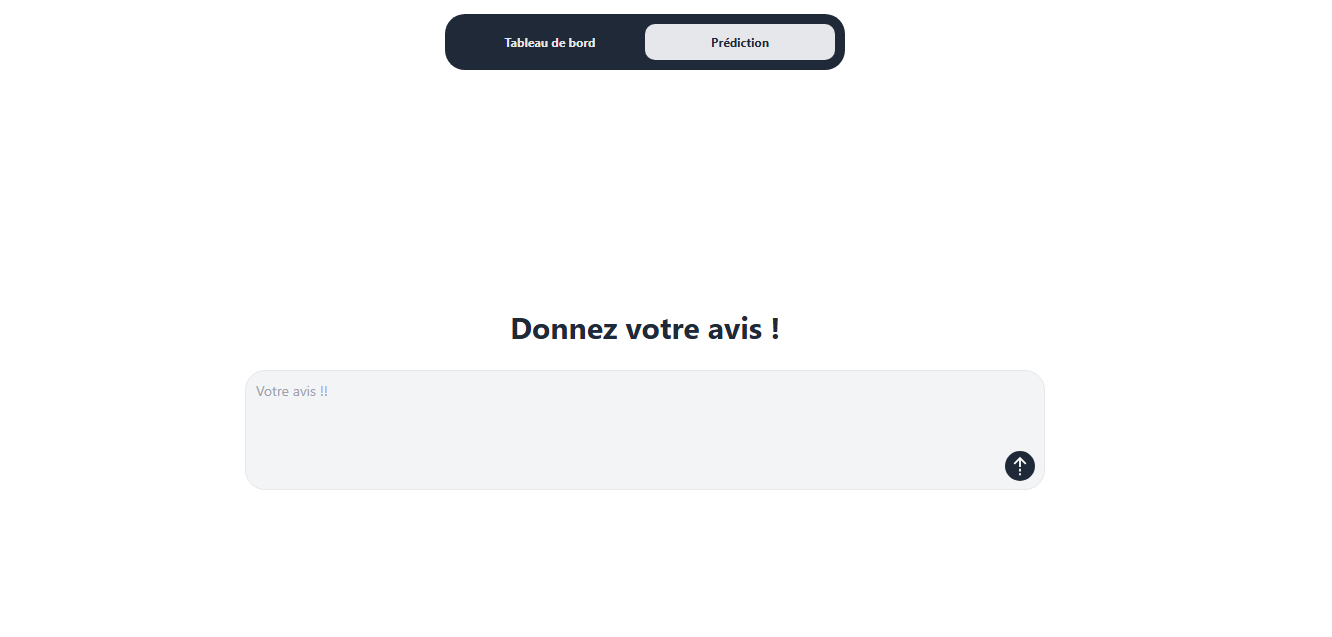 Tableau de bord
Prédiction
Donnez votre avis !
Votre avis !!